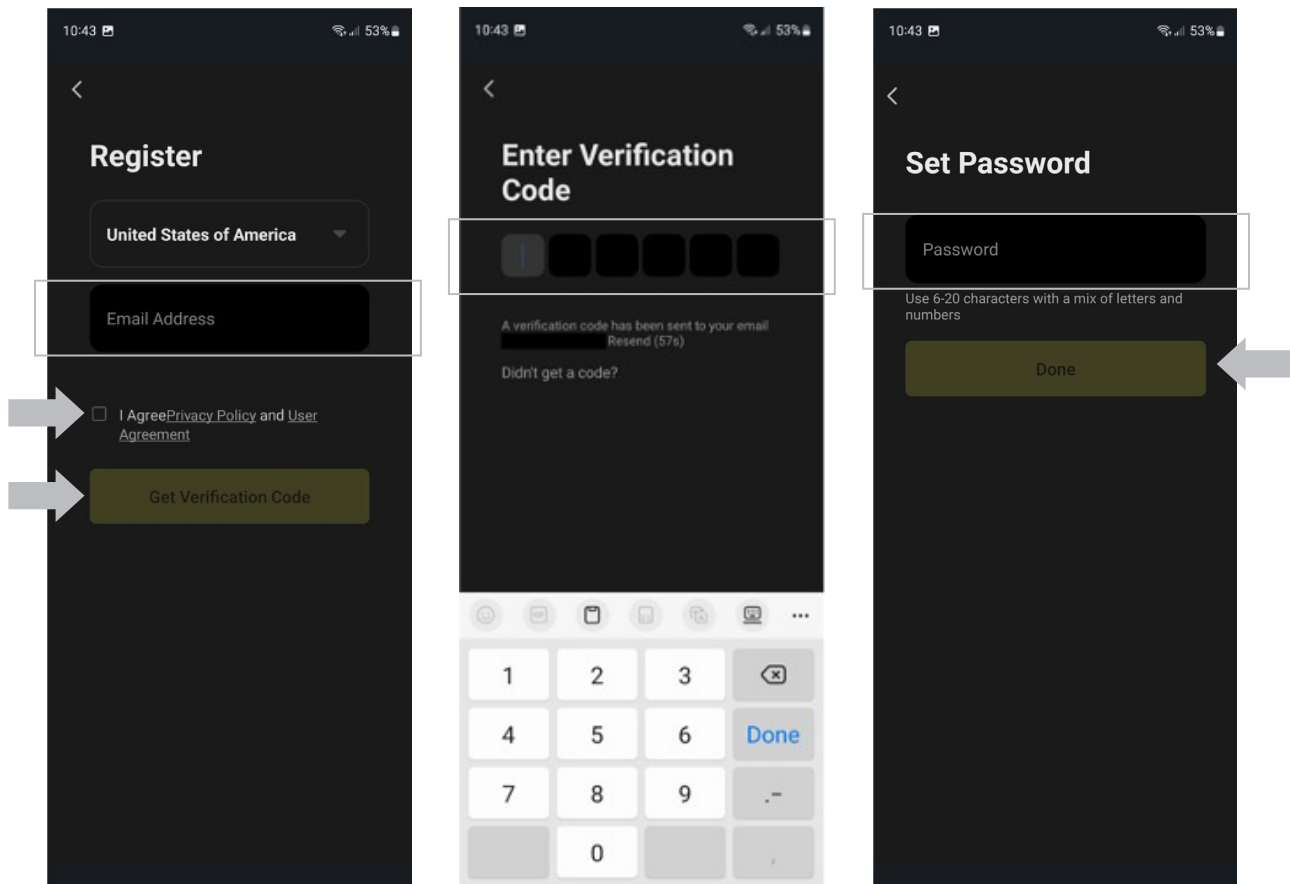 10:43
53%
Register
United States of America
Email Address
I AgreePrivacy Policy and User
Agreement
Get Verification Code
10:43
53%
Enter Verification
Code
A verification code has been sent to your email
Resend (57s)
Didn't get a code?
1 2 3
4 5 6 Done
7 8 9 .-
0 ,
10:43
53%
Set Password
Password
Use 6-20 characters with a mix of letters and
numbers
Done